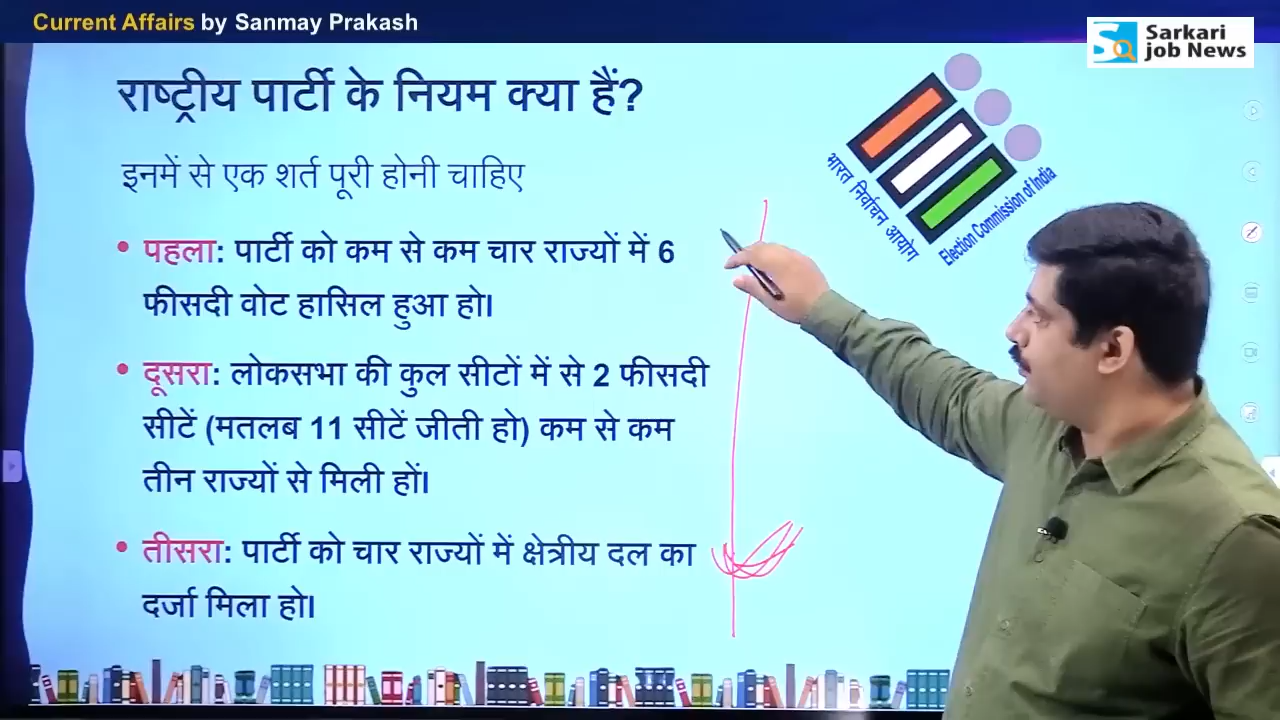 Current Affairs by Sanmay Prakash
Sarkari
job News
राष्ट्रीय पार्टी के नियम क्या हैं?
इनमें से एक शर्त पूरी होनी चाहिए
• पहला: पार्टी को कम से कम चार राज्यों में 6
फीसदी वोट हासिल हुआ हो।
• दूसरा: लोकसभा की कुल सीटों में से 2 फीसदी
सीटें (मतलब 11 सीटें जीती हो) कम से कम
तीन राज्यों से मिली हों।
• तीसरा: पार्टी को चार राज्यों में क्षेत्रीय दल का
दर्जा मिला हो।
भारत निर्वाचन आयोग
Election Commission of India